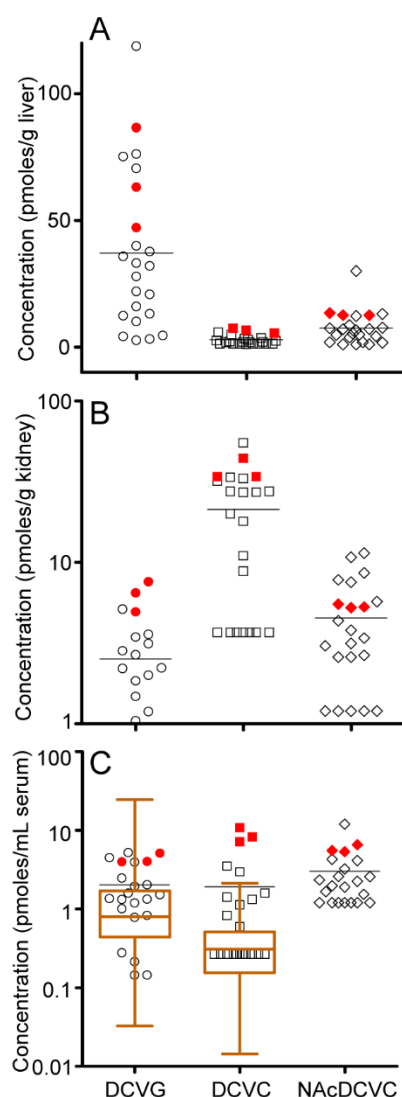 A
Concentration (pmoles/g liver)
100
50
0
B
Concentration (pmoles/g kidney)
100
10
1
C
Concentration (pmoles/mL serum)
100
10
1
0.1
0.01
DCVG DCVC NAcDCVC